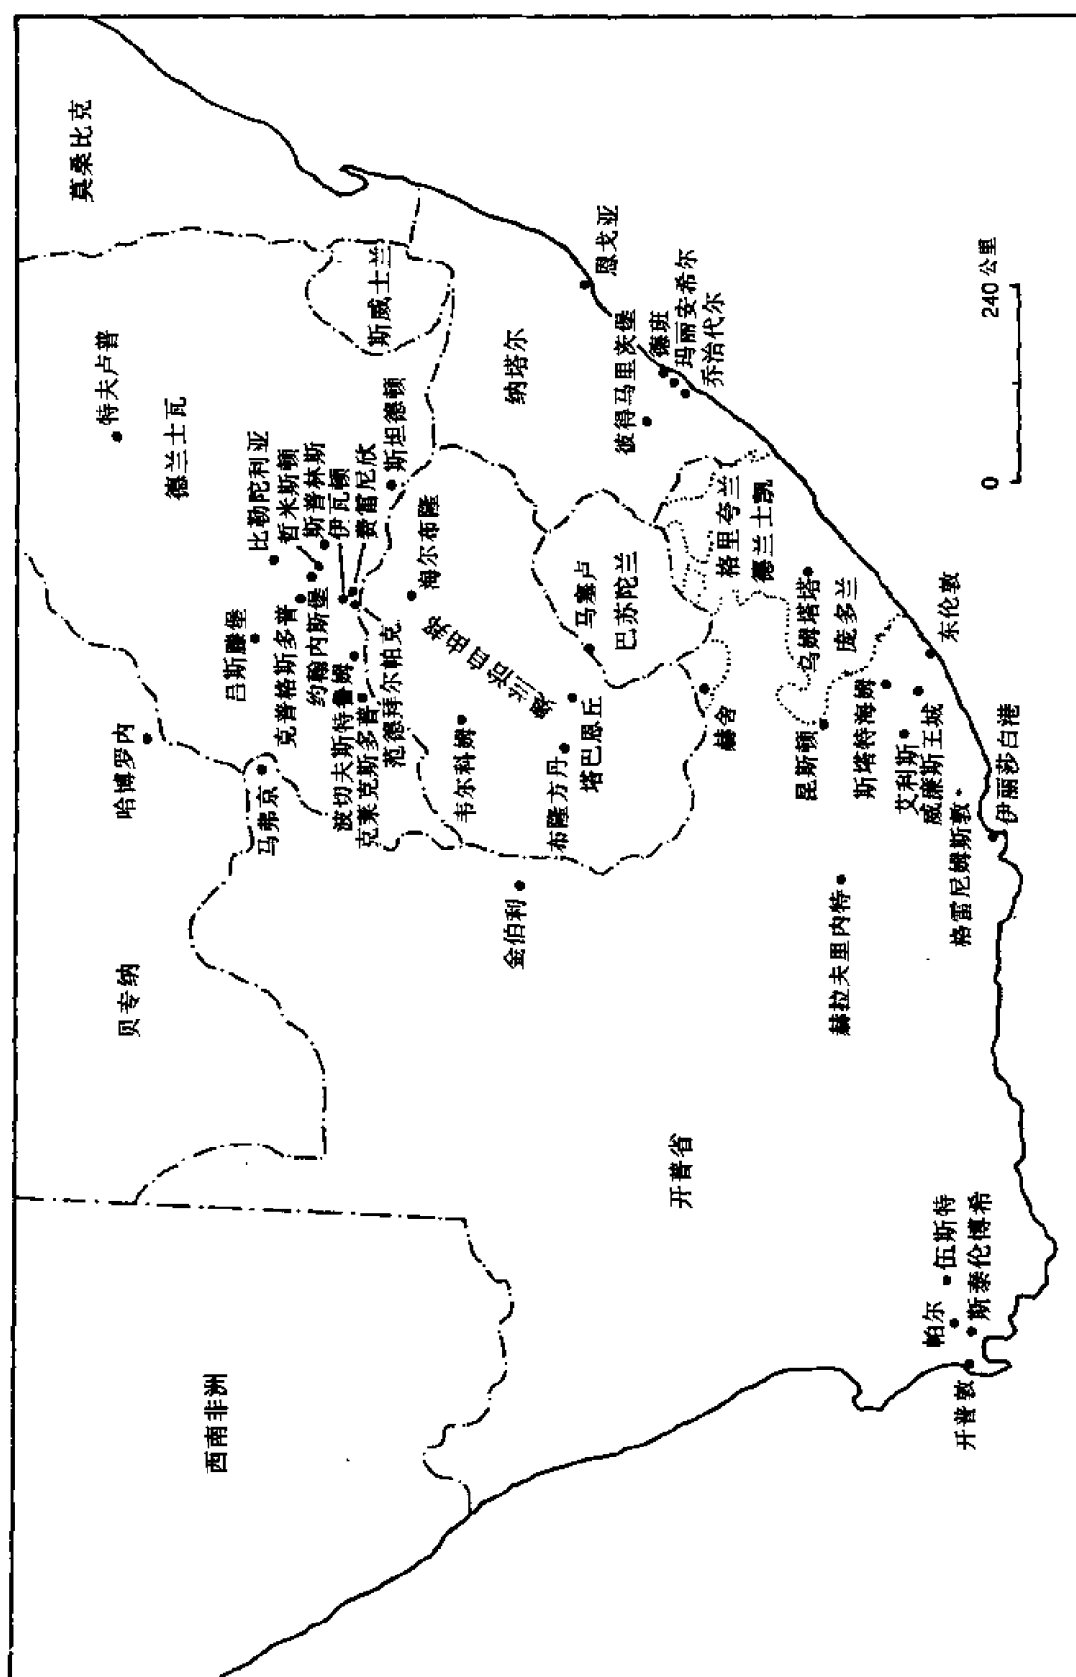 莫桑比克
特夫卢普
德兰士瓦
斯威士兰
比勒陀利亚
哲米斯顿
斯普林斯
伊瓦顿
费雷尼欣
斯坦德顿
纳塔尔
恩戈亚
彼得马里茨堡
德班
玛丽安希尔
乔治代尔
240 公里
0
哈博罗内
吕斯滕堡
克普格斯多普
约翰内斯堡
波切夫斯特鲁姆
克莱克斯多普
范德拜尔帕克
海尔布隆
奥兰治自由邦
马塞卢
巴苏陀兰
格里夸兰
德兰士凯
乌姆塔塔
庞多兰
东伦敦
马弗京
韦尔科姆
布隆方丹
塔巴恩丘
赫舍
昆斯顿
斯塔特海姆
艾利斯
威廉斯王城
格雷尼姆斯敦
伊丽莎白港
贝专纳
金伯利
赫拉夫里内特
开普省
西南非洲
帕尔
伍斯特
斯泰伦博希
开普敦